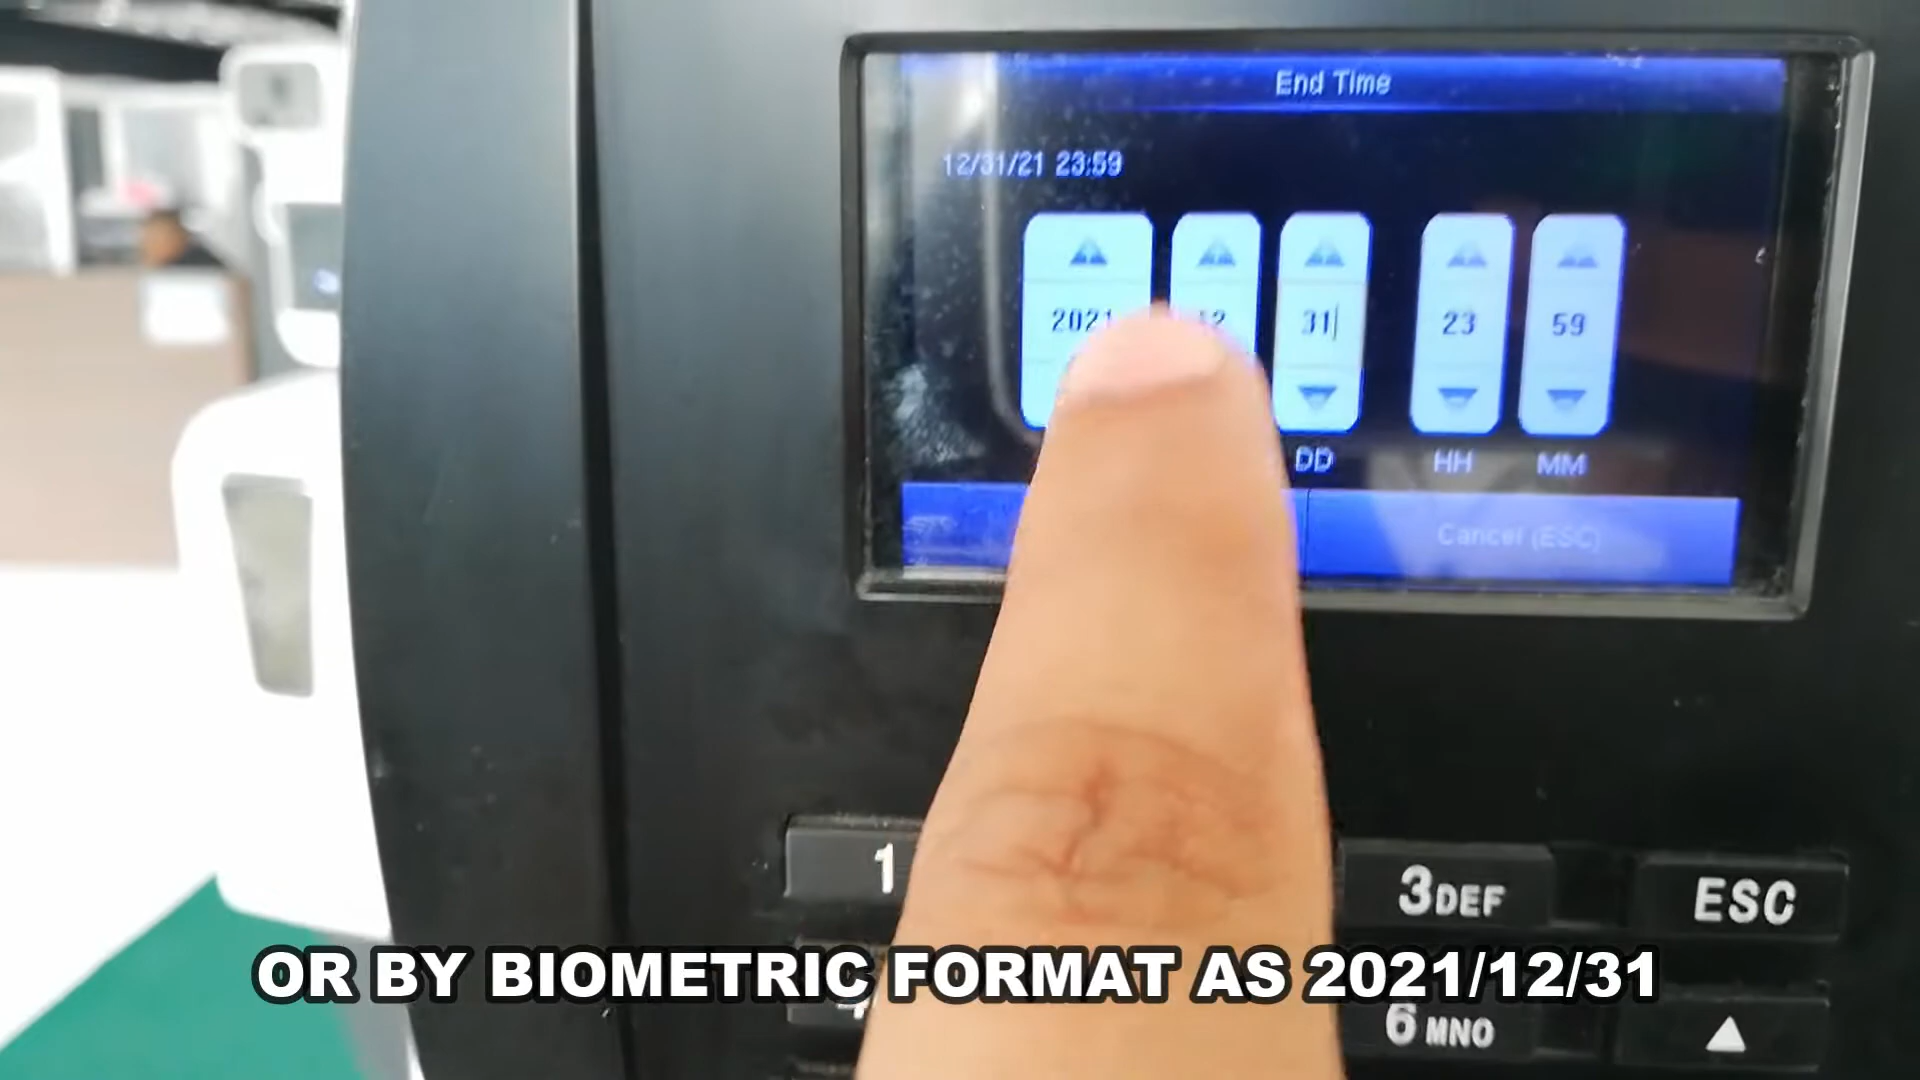 End Time
12/31/21 23:59
2021 12 31 23 59
DD HH MM
Cancel (ESC)
1
3DEF ESC
OR BY BIOMETRIC FORMAT AS 2021/12/31
6 MNO